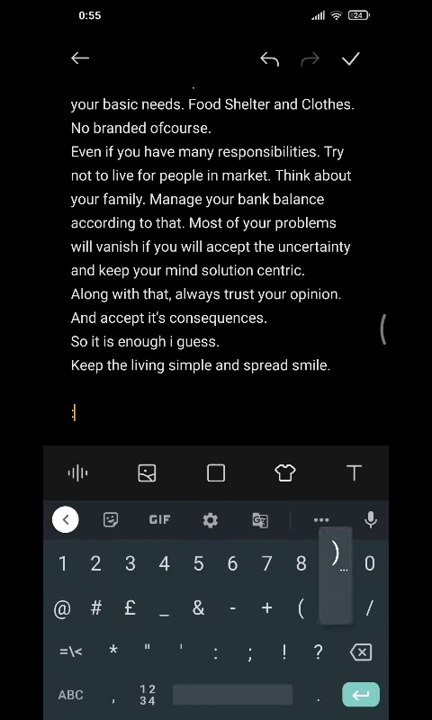 0:55
24
your basic needs. Food Shelter and Clothes.
No branded ofcourse.
Even if you have many responsibilities. Try
not to live for people in market. Think about
your family. Manage your bank balance
according to that. Most of your problems
will vanish if you will accept the uncertainty
and keep your mind solution centric.
Along with that, always trust your opinion.
And accept it's consequences.
So it is enough i guess.
Keep the living simple and spread smile.
:
T
GIF
1 2 3 4 5 6 7 8 ) 0
@ # £ _ & - + ( /
=\< * " ' : ; ! ?
ABC , 12 34 .